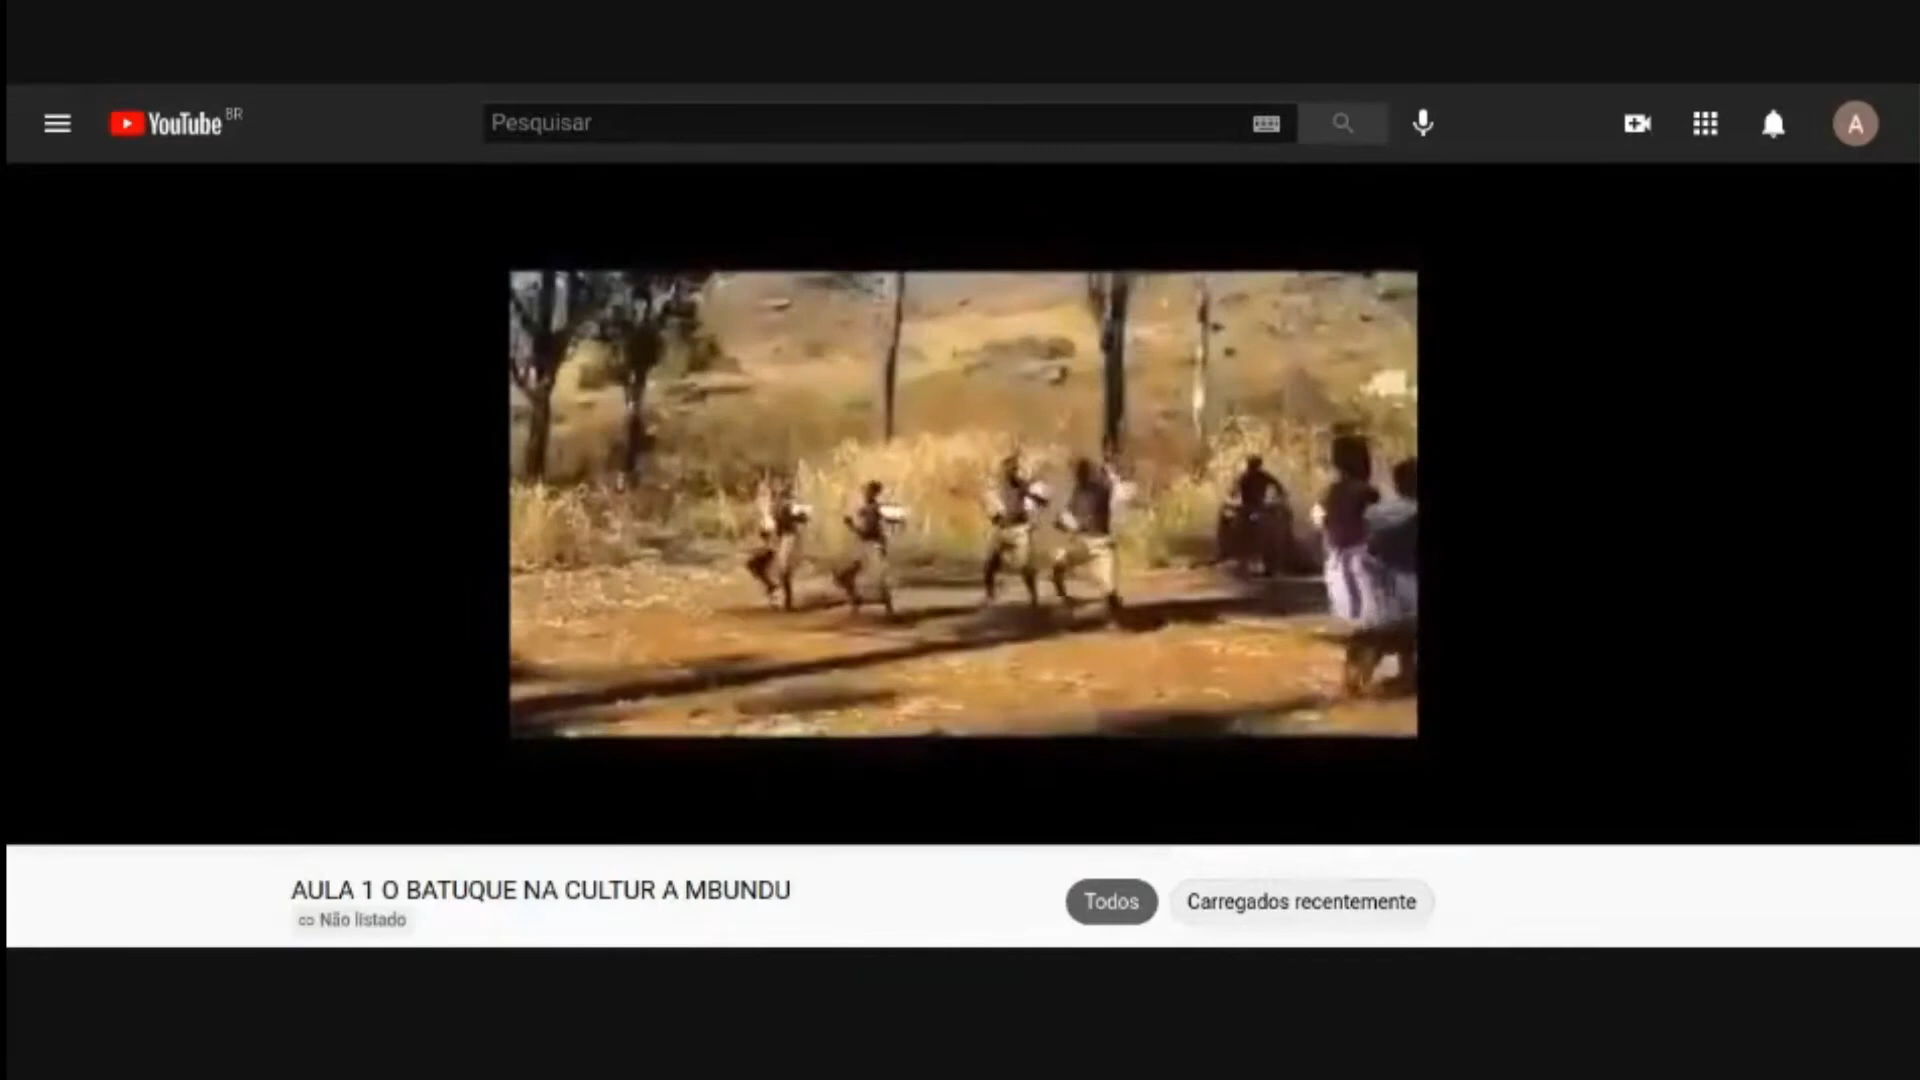 YouTube BR
Pesquisar
A
AULA 1 O BATUQUE NA CULTUR A MBUNDU
Não listado
Todos
Carregados recentemente